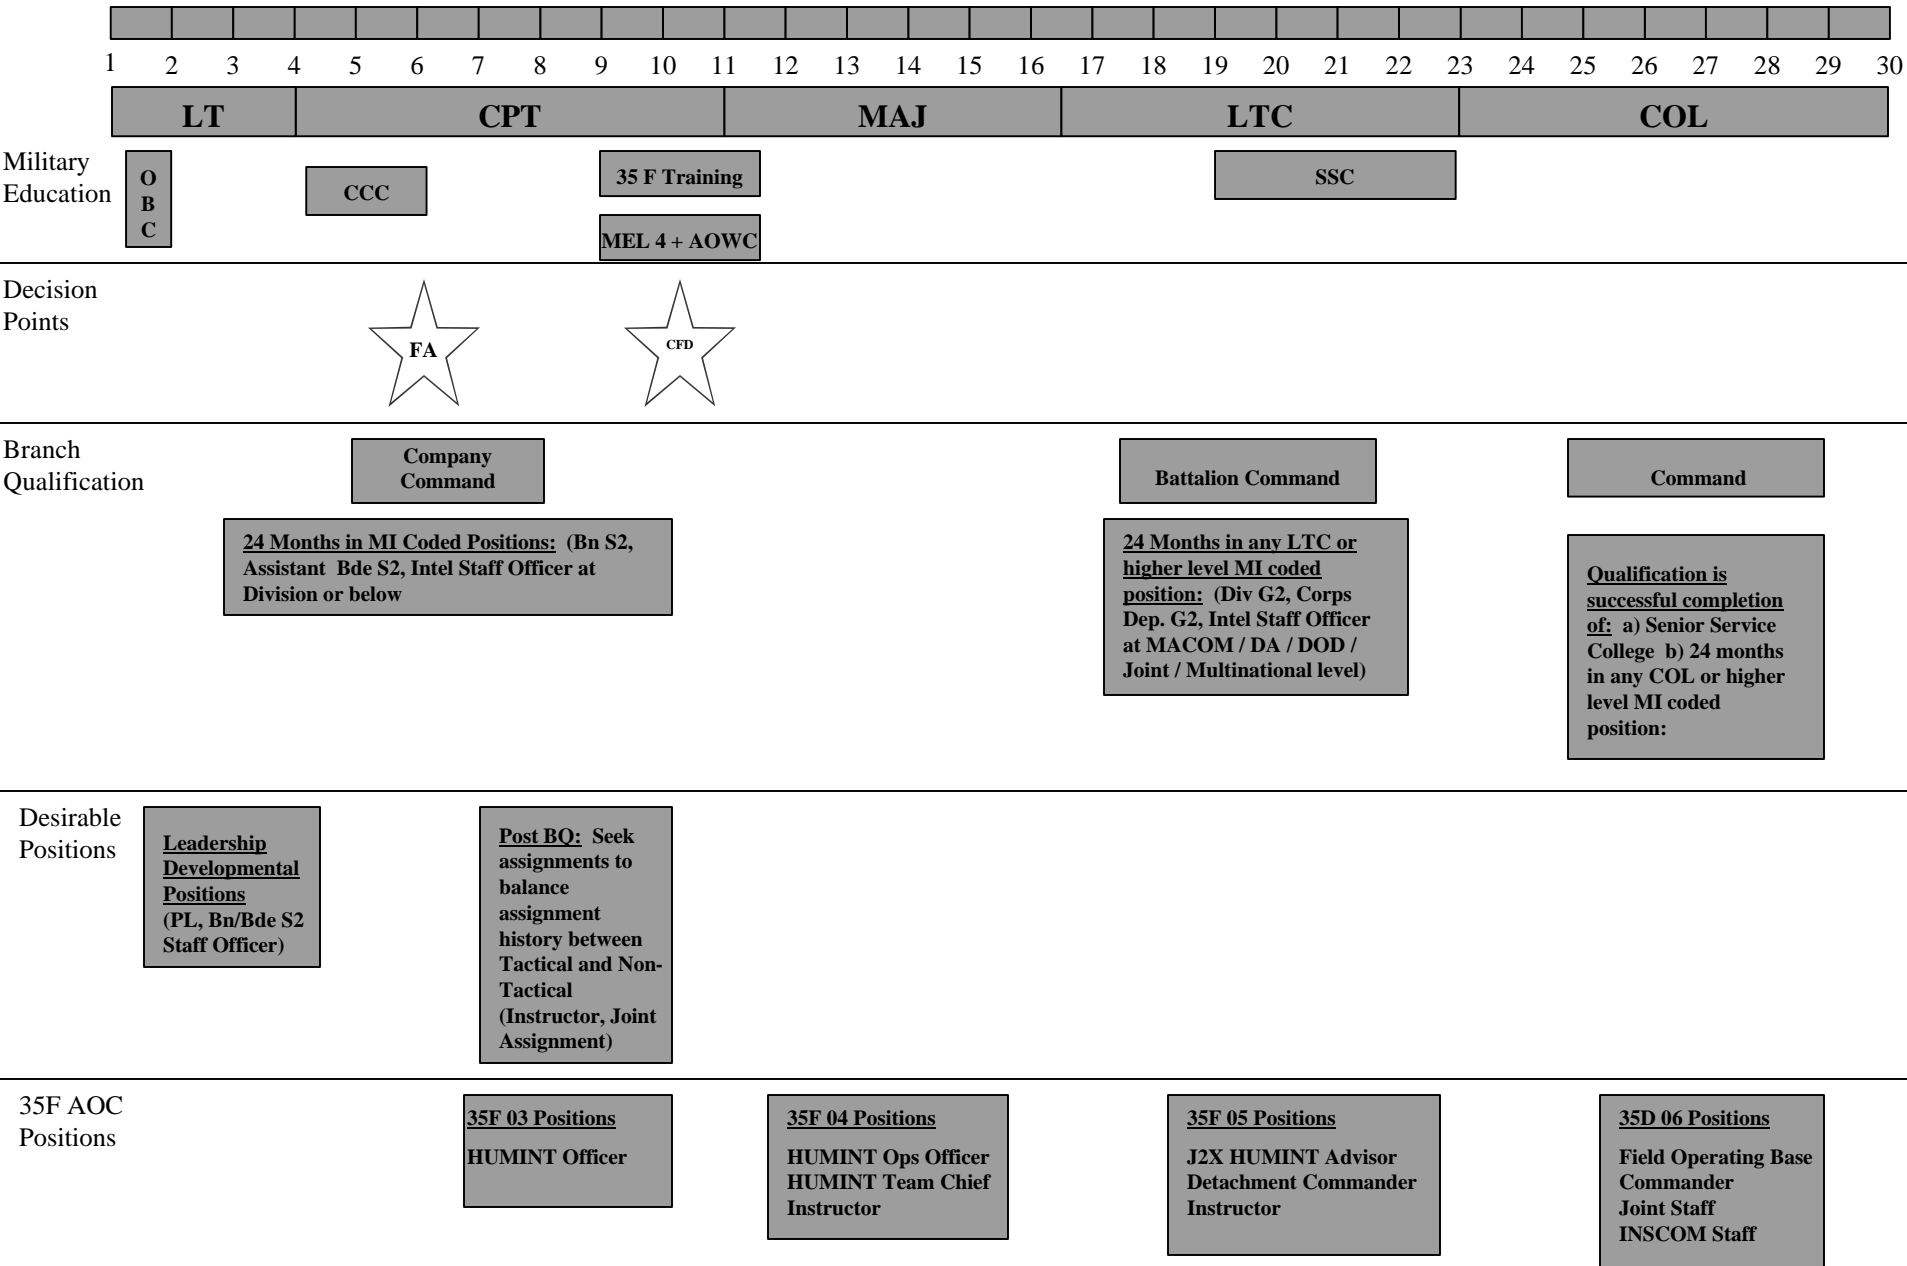 1 2 3 4 5 6 7 8 9 10 11 12 13 14 15 16 17 18 19 20 21 22 23 24 25 26 27 28 29 30
LT CPT MAJ LTC COL
Military
Education
O
B
C
CCC
35 F Training
MEL 4 + AOWC
SSC
Decision
Points
FA
CFD
Branch
Qualification
Company
Command
Battalion Command
Command
24 Months in MI Coded Positions: (Bn S2,
Assistant Bde S2, Intel Staff Officer at
Division or below
24 Months in any LTC or
higher level MI coded
position: (Div G2, Corps
Dep. G2, Intel Staff Officer
at MACOM / DA / DOD /
Joint / Multinational level)
Qualification is
successful completion
of: a) Senior Service
College b) 24 months
in any COL or higher
level MI coded
position:
Desirable
Positions
Leadership
Developmental
Positions
(PL, Bn/Bde S2
Staff Officer)
Post BQ: Seek
assignments to
balance
assignment
history between
Tactical and Non-
Tactical
(Instructor, Joint
Assignment)
35F AOC
Positions
35F 03 Positions
HUMINT Officer
35F 04 Positions
HUMINT Ops Officer
HUMINT Team Chief
Instructor
35F 05 Positions
J2X HUMINT Advisor
Detachment Commander
Instructor
35D 06 Positions
Field Operating Base
Commander
Joint Staff
INSCOM Staff